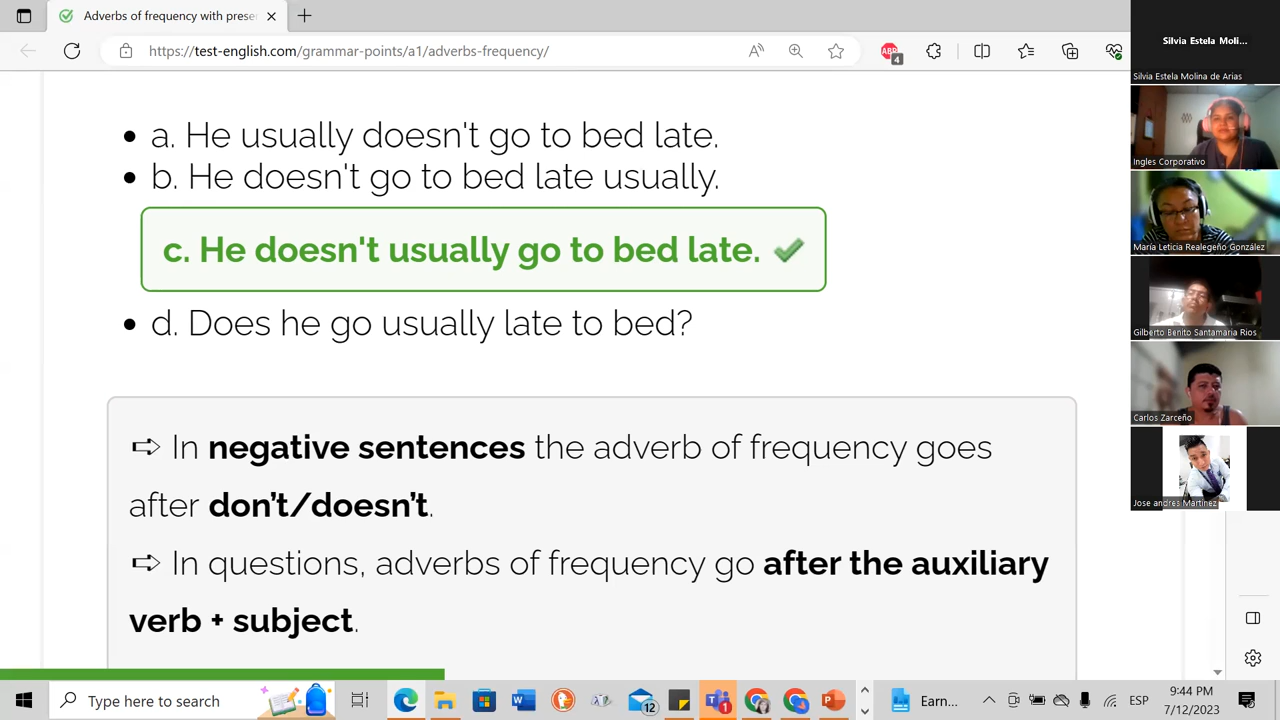 Adverbs of frequency with prese
https://test-english.com/grammar-points/a1/adverbs-frequency/
ABP
4
a. He usually doesn't go to bed late.
b. He doesn't go to bed late usually.
c. He doesn't usually go to bed late.
d. Does he go usually late to bed?
⇨ In negative sentences the adverb of frequency goes
after don't/doesn't.
⇨ In questions, adverbs of frequency go after the auxiliary
verb + subject.
Silvia Estela Moli...
Silvia Estela Molina de Arias
Ingles Corporativo
María Leticia Realegeño González
Gilberto Benito Santamaria Rios
Carlos Zarceño
Jose andres Martinez
Type here to search
12
1
Earn...
ESP
9:44 PM
7/12/2023